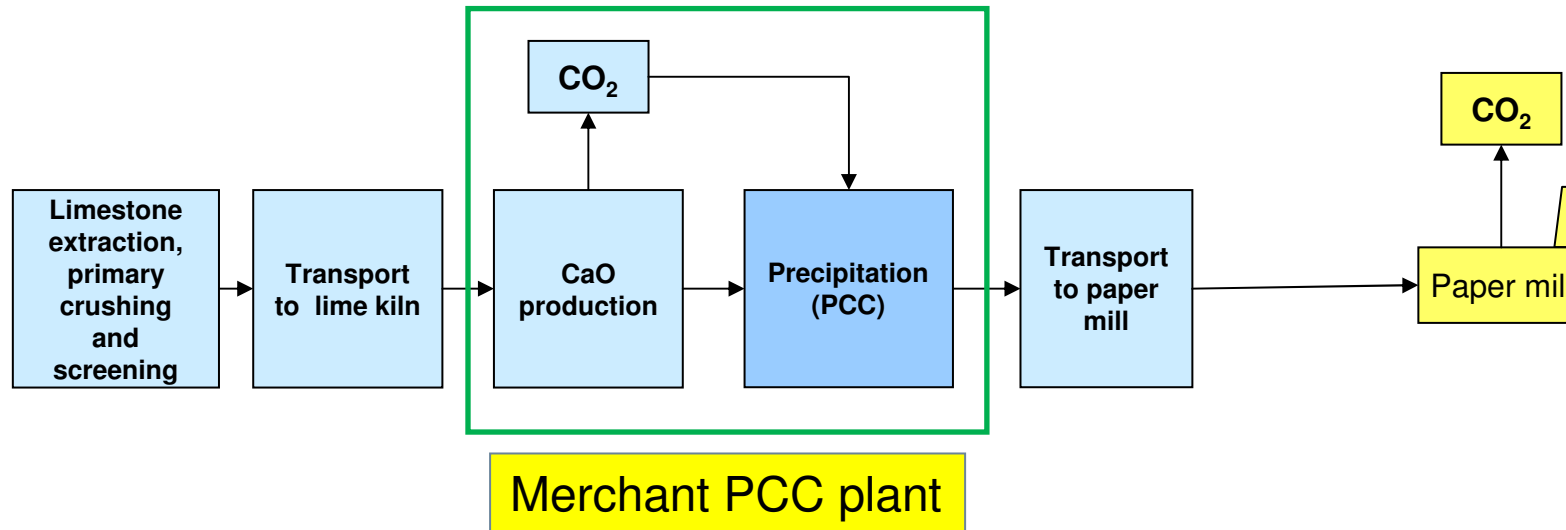 CO₂
CO₂
Limestone
extraction,
primary
crushing
and
screening
Transport
to lime kiln
CaO
production
Precipitation
(PCC)
Transport
to paper
mill
Paper mil
Merchant PCC plant